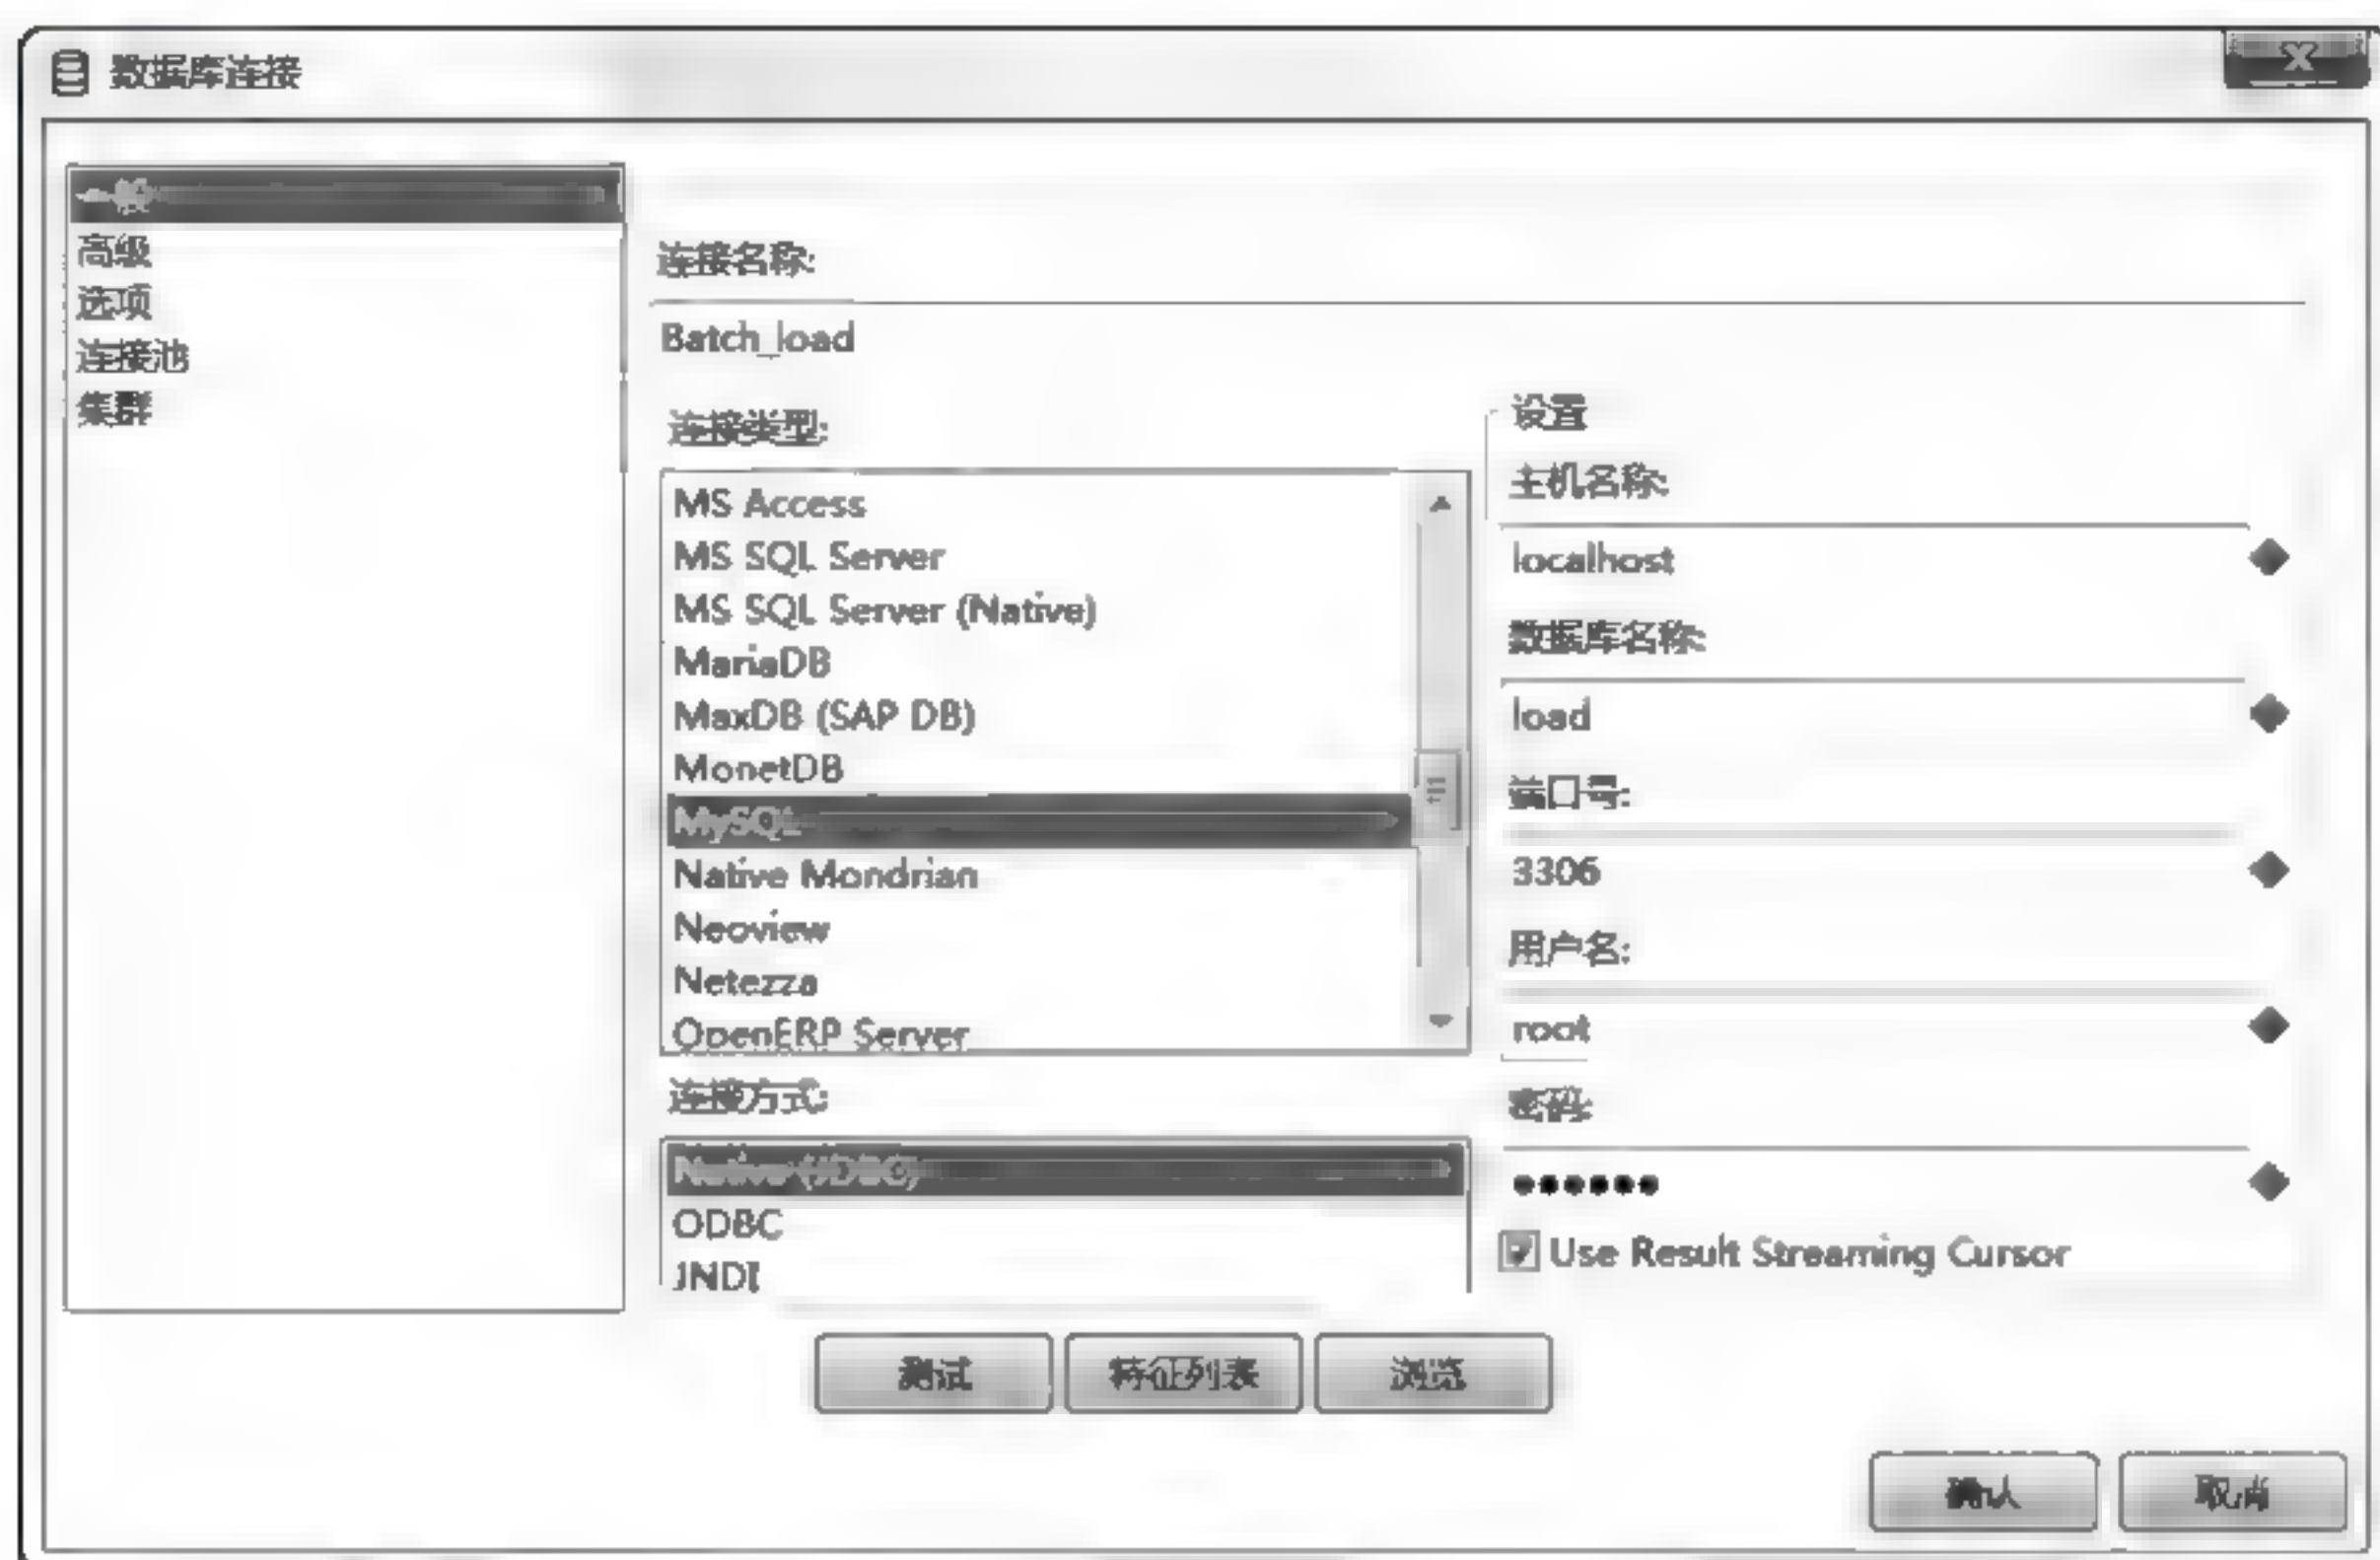 数据库连接
一般
高级
选项
连接池
集群
连接名称:
Batch_load
连接类型:
MS Access
MS SQL Server
MS SQL Server (Native)
MariaDB
MaxDB (SAP DB)
MonetDB
MySQL
Native Mondrian
Neoview
Netezza
OpenERP Server
连接方式:
Native (JDBC)
ODBC
JNDI
设置
主机名称:
localhost
数据库名称:
load
端口号:
3306
用户名:
root
密码:
●●●●●●
Use Result Streaming Cursor
测试
特征列表
浏览
确认
取消